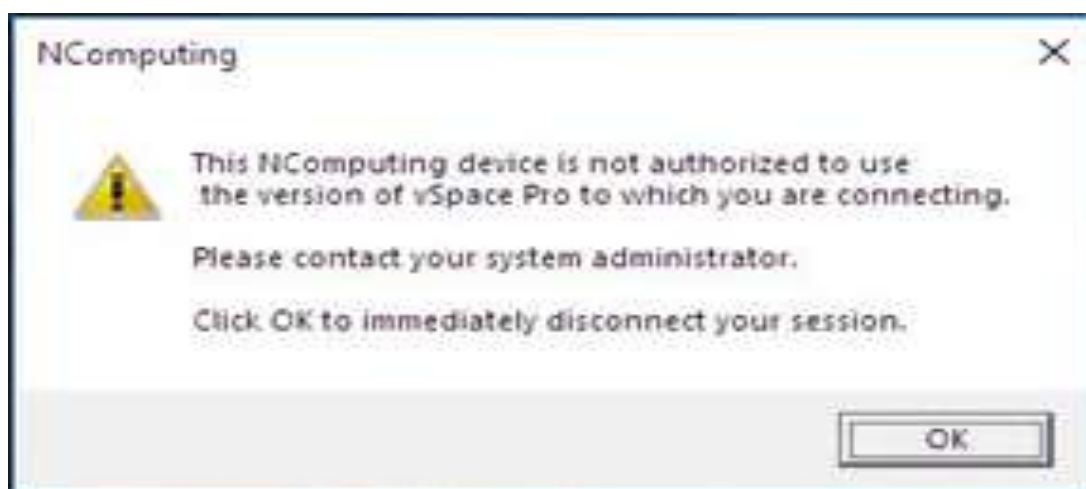 NComputing
This NComputing device is not authorized to use
the version of vSpace Pro to which you are connecting.
Please contact your system administrator.
Click OK to immediately disconnect your session.
OK